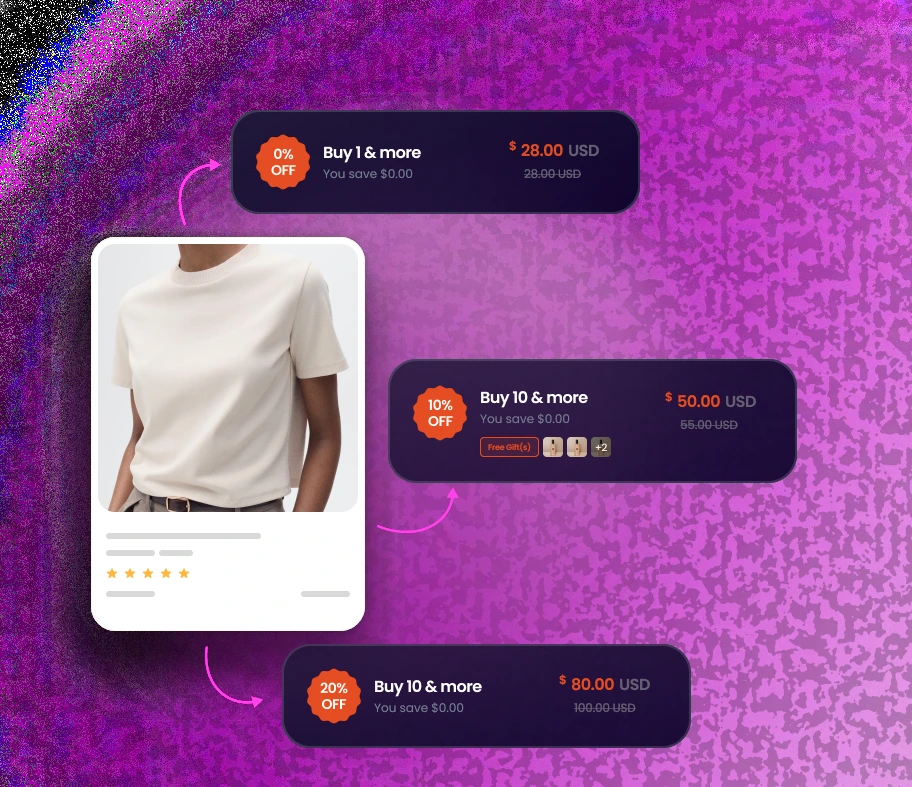 0%
OFF
Buy 1 & more
You save $0.00
$ 28.00 USD
28.00 USD
10%
OFF
Buy 10 & more
You save $0.00
Free Gift(s)
+2
$ 50.00 USD
55.00 USD
20%
OFF
Buy 10 & more
You save $0.00
$ 80.00 USD
100.00 USD